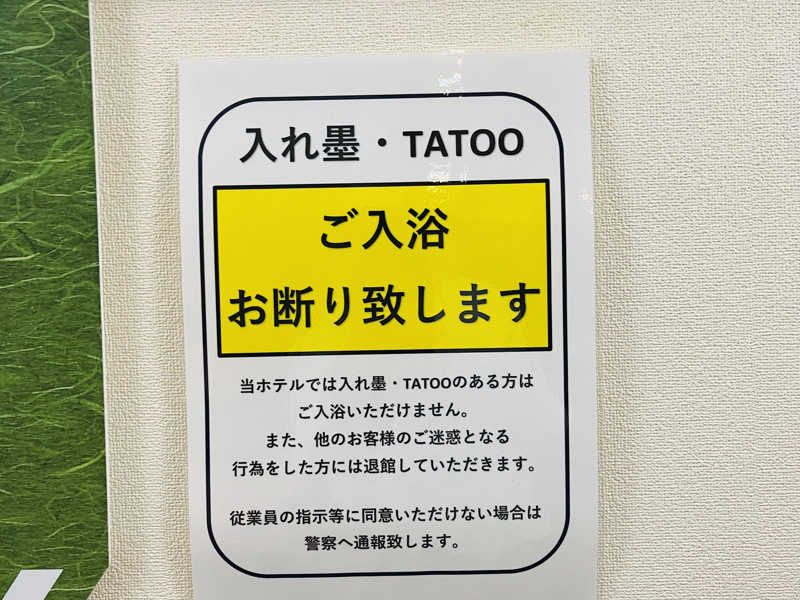 入れ墨・TATOO
ご入浴
お断り致します
当ホテルでは入れ墨・TATOOのある方は
ご入浴いただけません。
また、他のお客様のご迷惑となる
行為をした方には退館していただきます。
従業員の指示等に同意いただけない場合は
警察へ通報致します。